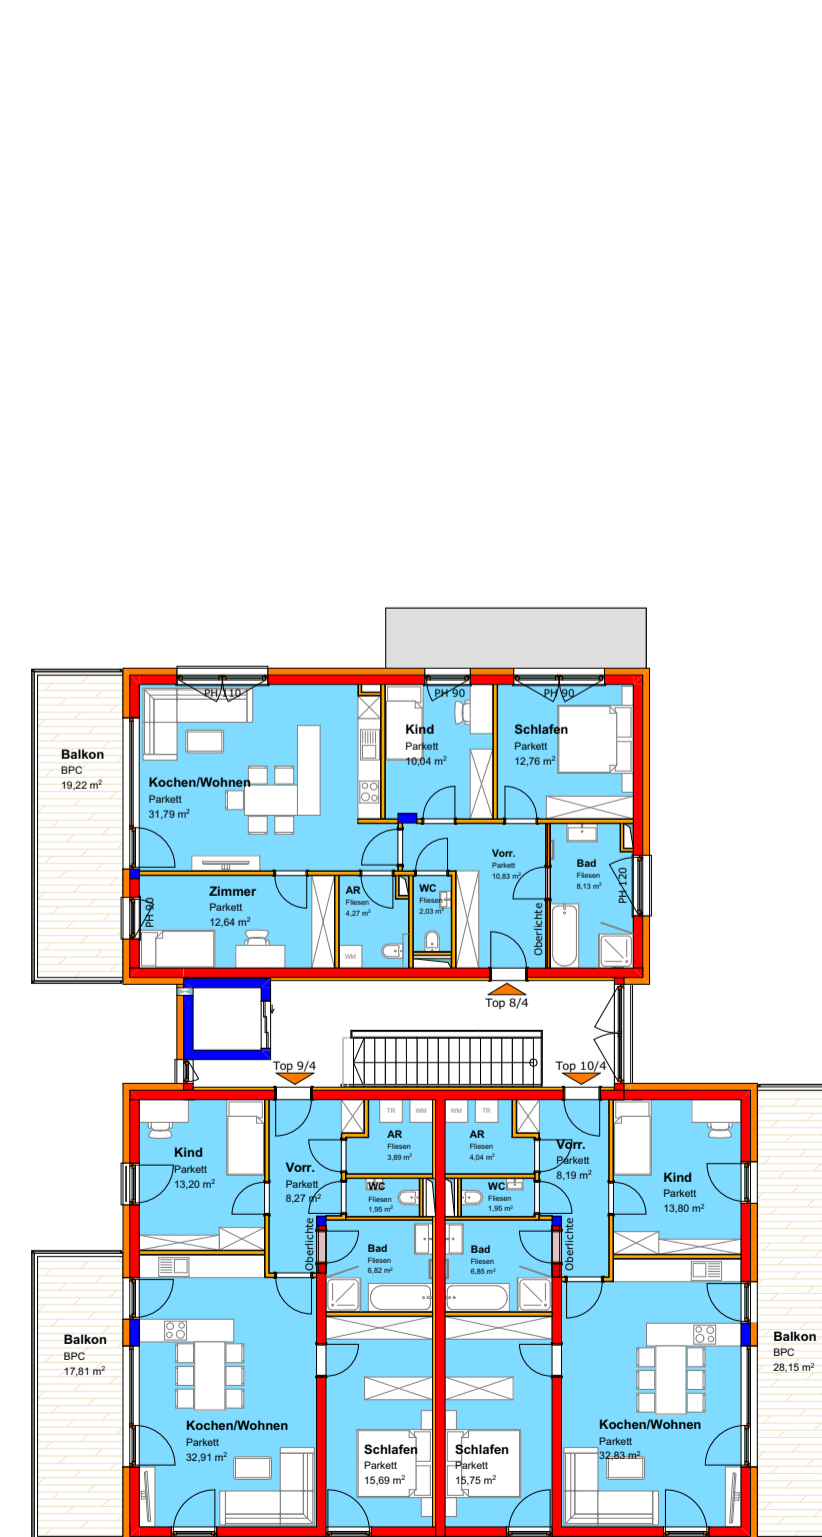 PH 110
PH 90
PH 90
Balkon
BPC
19,22 m²
Kochen/Wohnen
Parkett
31,79 m²
Kind
Parkett
10,04 m²
Schlafen
Parkett
12,76 m²
Zimmer
Parkett
12,64 m²
PH 90
AR
Fliesen
4,27 m²
WM
WC
Fliesen
2,03 m²
Vorr.
Parkett
10,83 m²
Oberlichte
Bad
Fliesen
8,13 m²
PH 120
Top 8/4
Top 9/4
Top 10/4
Kind
Parkett
13,20 m²
Vorr.
Parkett
8,27 m²
Oberlichte
TR
WM
AR
Fliesen
3,89 m²
WC
Fliesen
1,95 m²
Bad
Fliesen
6,82 m²
WM
TR
AR
Fliesen
4,04 m²
WC
Fliesen
1,95 m²
Bad
Fliesen
6,85 m²
Vorr.
Parkett
8,19 m²
Oberlichte
Kind
Parkett
13,80 m²
Balkon
BPC
17,81 m²
Kochen/Wohnen
Parkett
32,91 m²
Schlafen
Parkett
15,69 m²
Schlafen
Parkett
15,75 m²
Kochen/Wohnen
Parkett
32,83 m²
Balkon
BPC
28,15 m²